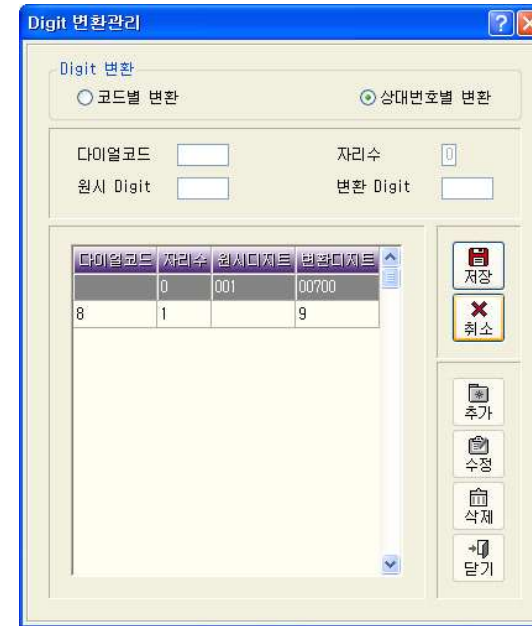 Digit 변환관리
Digit 변환
코드별 변환 상대번호별 변환
다이얼코드 자리수 0
원시 Digit 변환 Digit
다이얼코드 자리수 원시디지트 변환디지트
0 001 00700
8 1 9
저장
취소
추가
수정
삭제
닫기